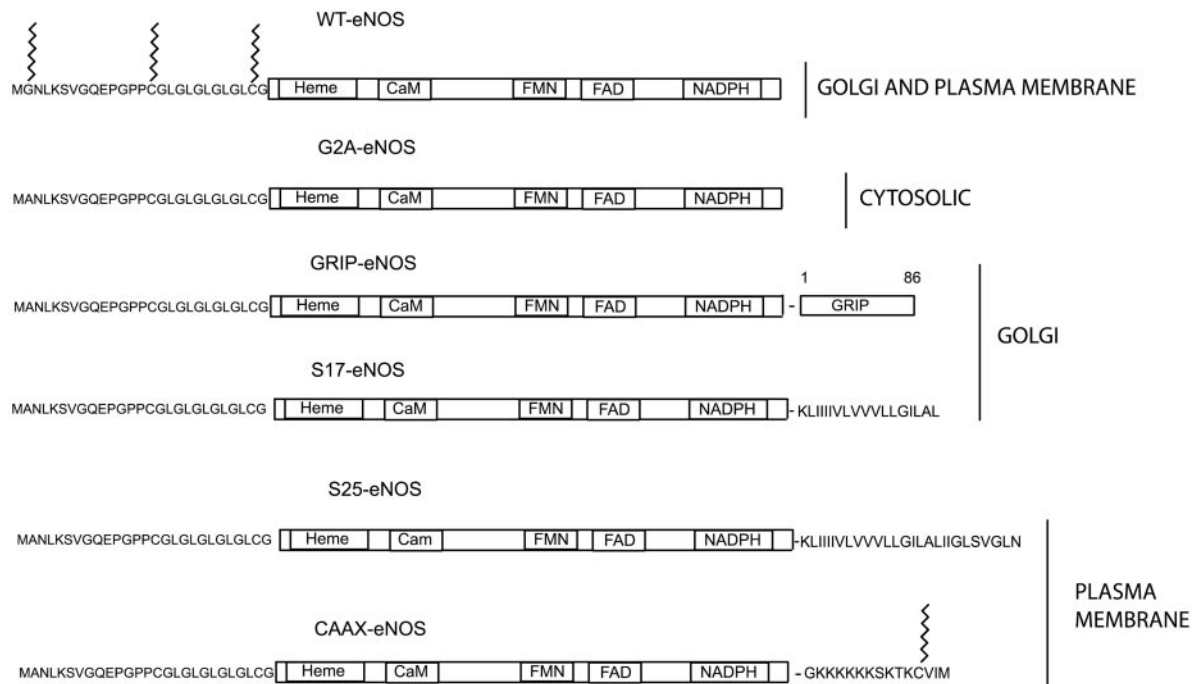 WT-eNOS
MGNLKSVGQEPGPPCGLGLGLGLGLCG Heme CaM FMN FAD NADPH GOLGI AND PLASMA MEMBRANE
G2A-eNOS
MANLKSVGQEPGPPCGLGLGLGLGLCG Heme CaM FMN FAD NADPH CYTOSOLIC
GRIP-eNOS
1 86
MANLKSVGQEPGPPCGLGLGLGLGLCG Heme CaM FMN FAD NADPH - GRIP
GOLGI
S17-eNOS
MANLKSVGQEPGPPCGLGLGLGLGLCG Heme CaM FMN FAD NADPH -KLIIIIVLVVVLLGILAL
S25-eNOS
MANLKSVGQEPGPPCGLGLGLGLGLCG Heme Cam FMN FAD NADPH -KLIIIIVLVVVLLGILALIIGLSVGLN
PLASMA
MEMBRANE
CAAX-eNOS
MANLKSVGQEPGPPCGLGLGLGLGLCG Heme CaM FMN FAD NADPH -GKKKKKKSKTKCVIM